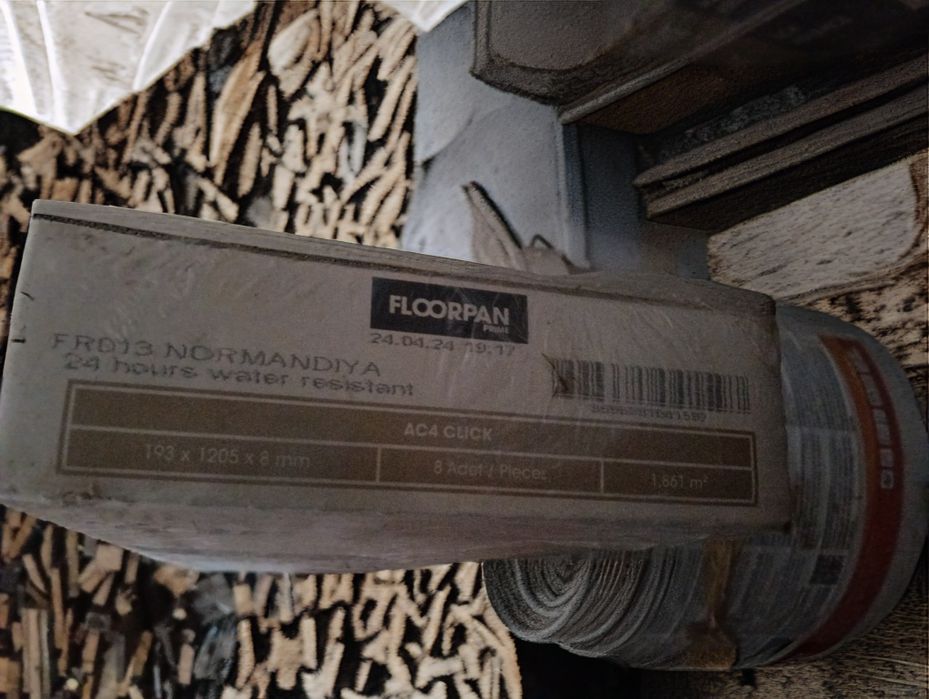 FLOORPAN
PRIME
24.04.24 19:17
FR013 NORMANDIYA
24 hours water resistant
AC4 CLICK
193 x 1205 x 8 mm
8 Adet / Pieces
1,861 m²